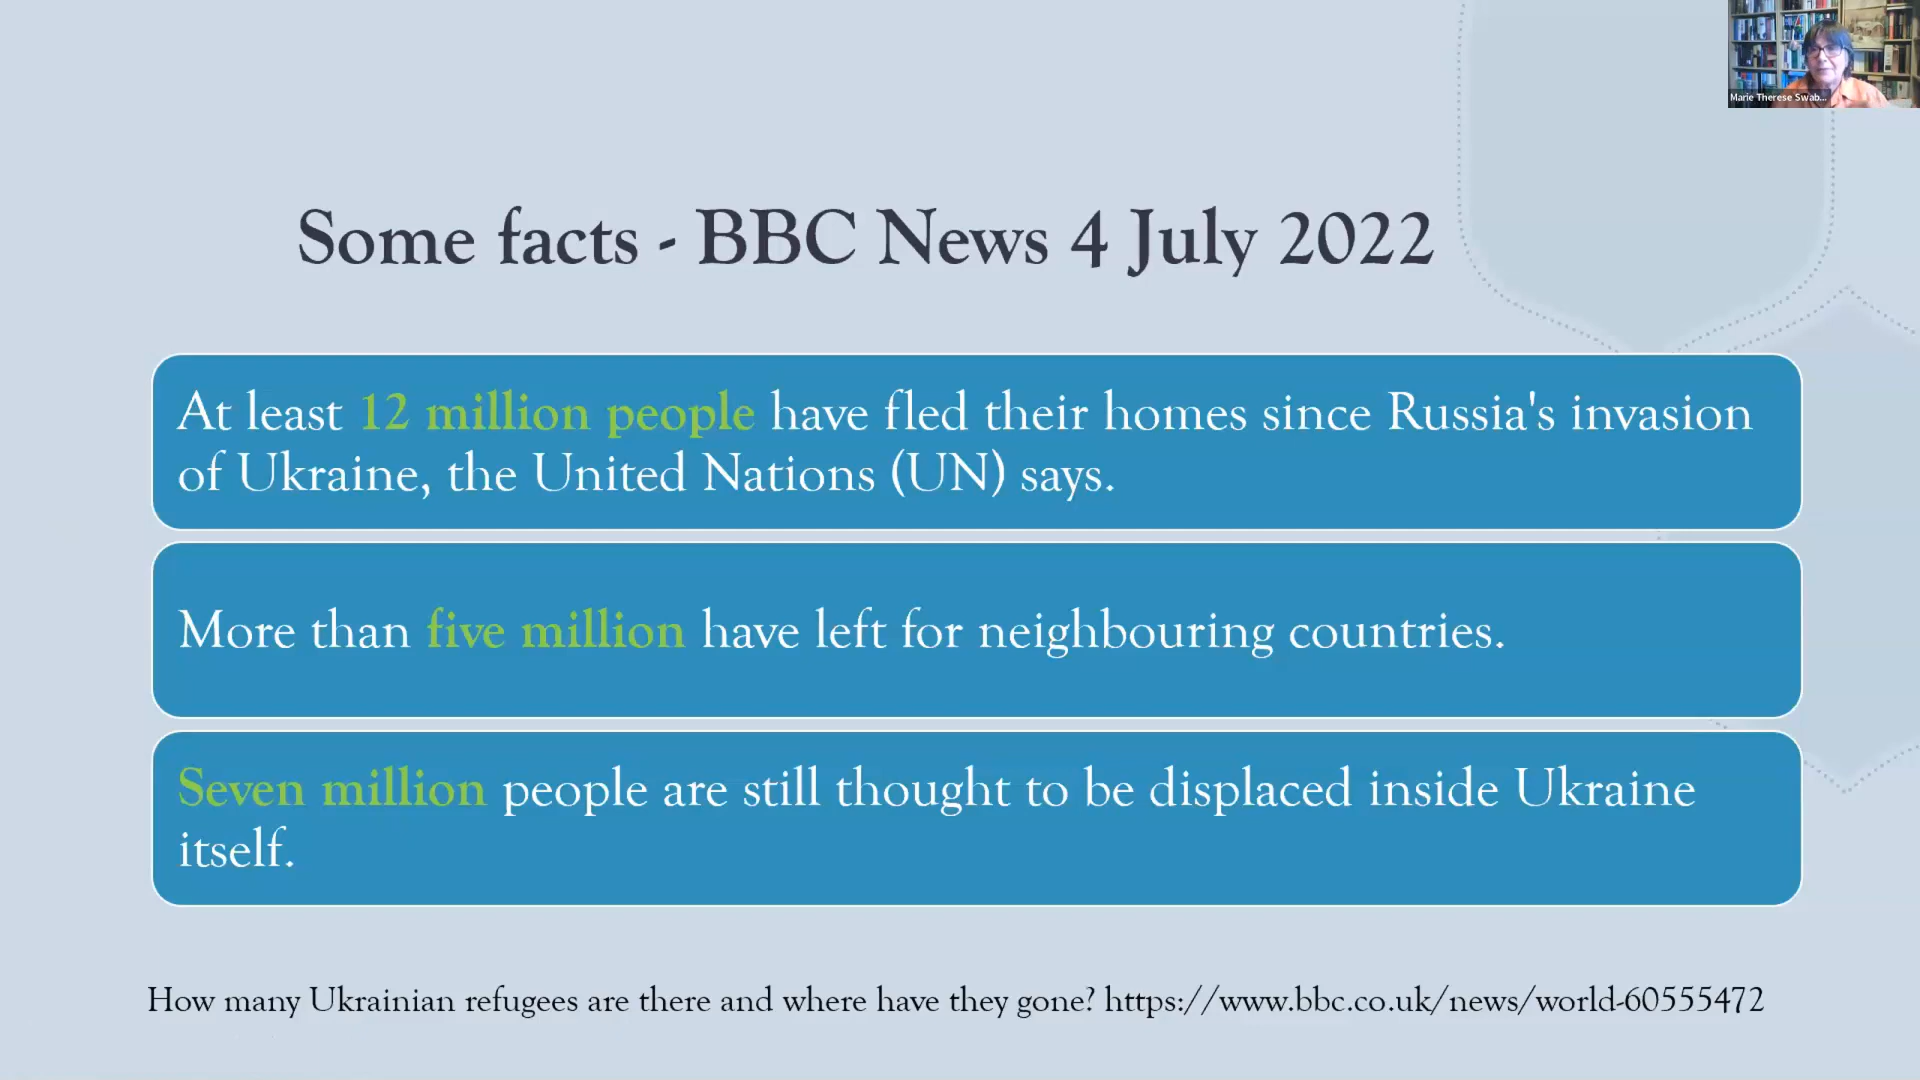 Marie Therese Swab...
Some facts - BBC News 4 July 2022
At least 12 million people have fled their homes since Russia's invasion
of Ukraine, the United Nations (UN) says.
More than five million have left for neighbouring countries.
Seven million people are still thought to be displaced inside Ukraine
itself.
How many Ukrainian refugees are there and where have they gone? https://www.bbc.co.uk/news/world-60555472